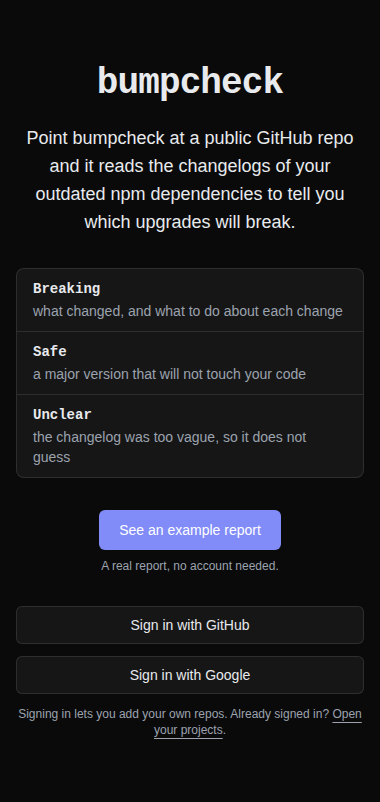 bumpcheck
Point bumpcheck at a public GitHub repo
and it reads the changelogs of your
outdated npm dependencies to tell you
which upgrades will break.
Breaking
what changed, and what to do about each change
Safe
a major version that will not touch your code
Unclear
the changelog was too vague, so it does not
guess
See an example report
A real report, no account needed.
Sign in with GitHub
Sign in with Google
Signing in lets you add your own repos. Already signed in? Open
your projects.